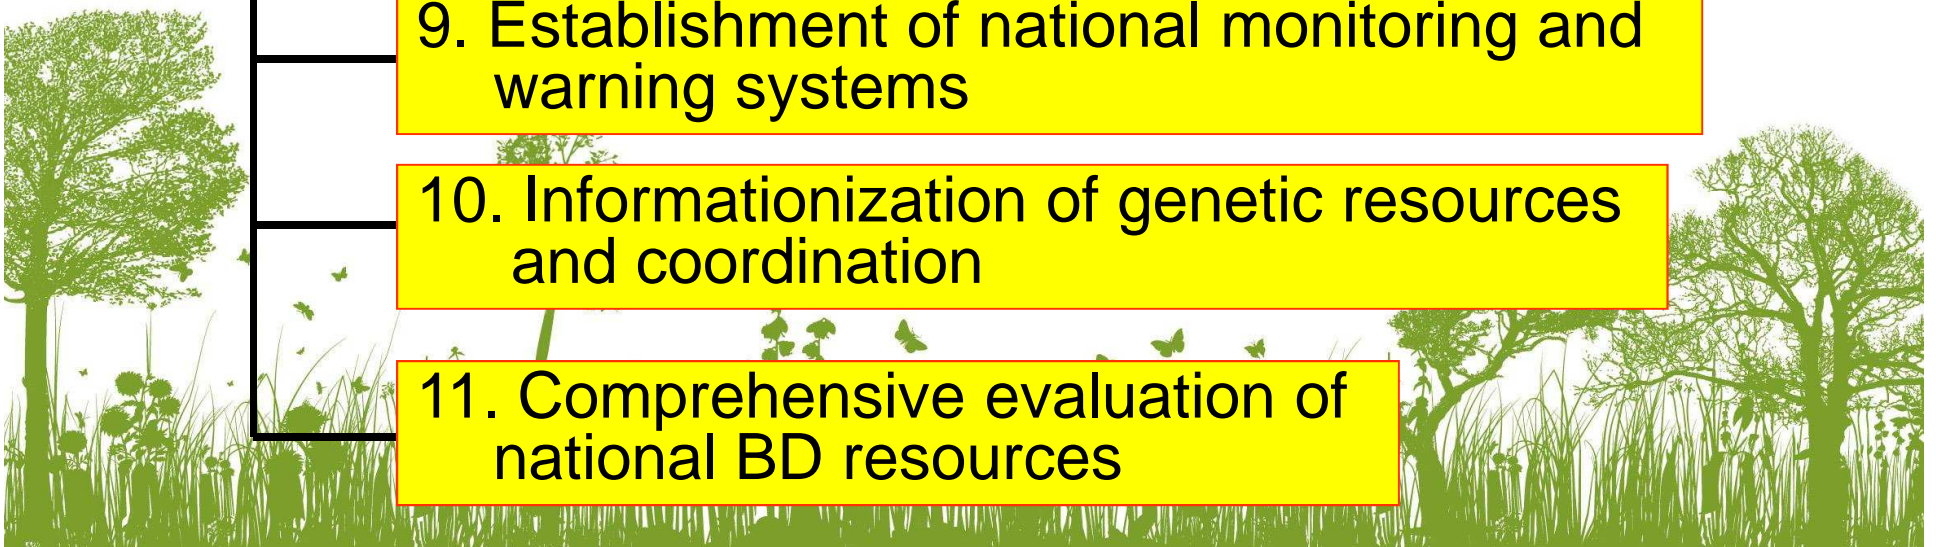 9. Establishment of national monitoring and
warning systems
10. Informationization of genetic resources
and coordination
11. Comprehensive evaluation of
national BD resources